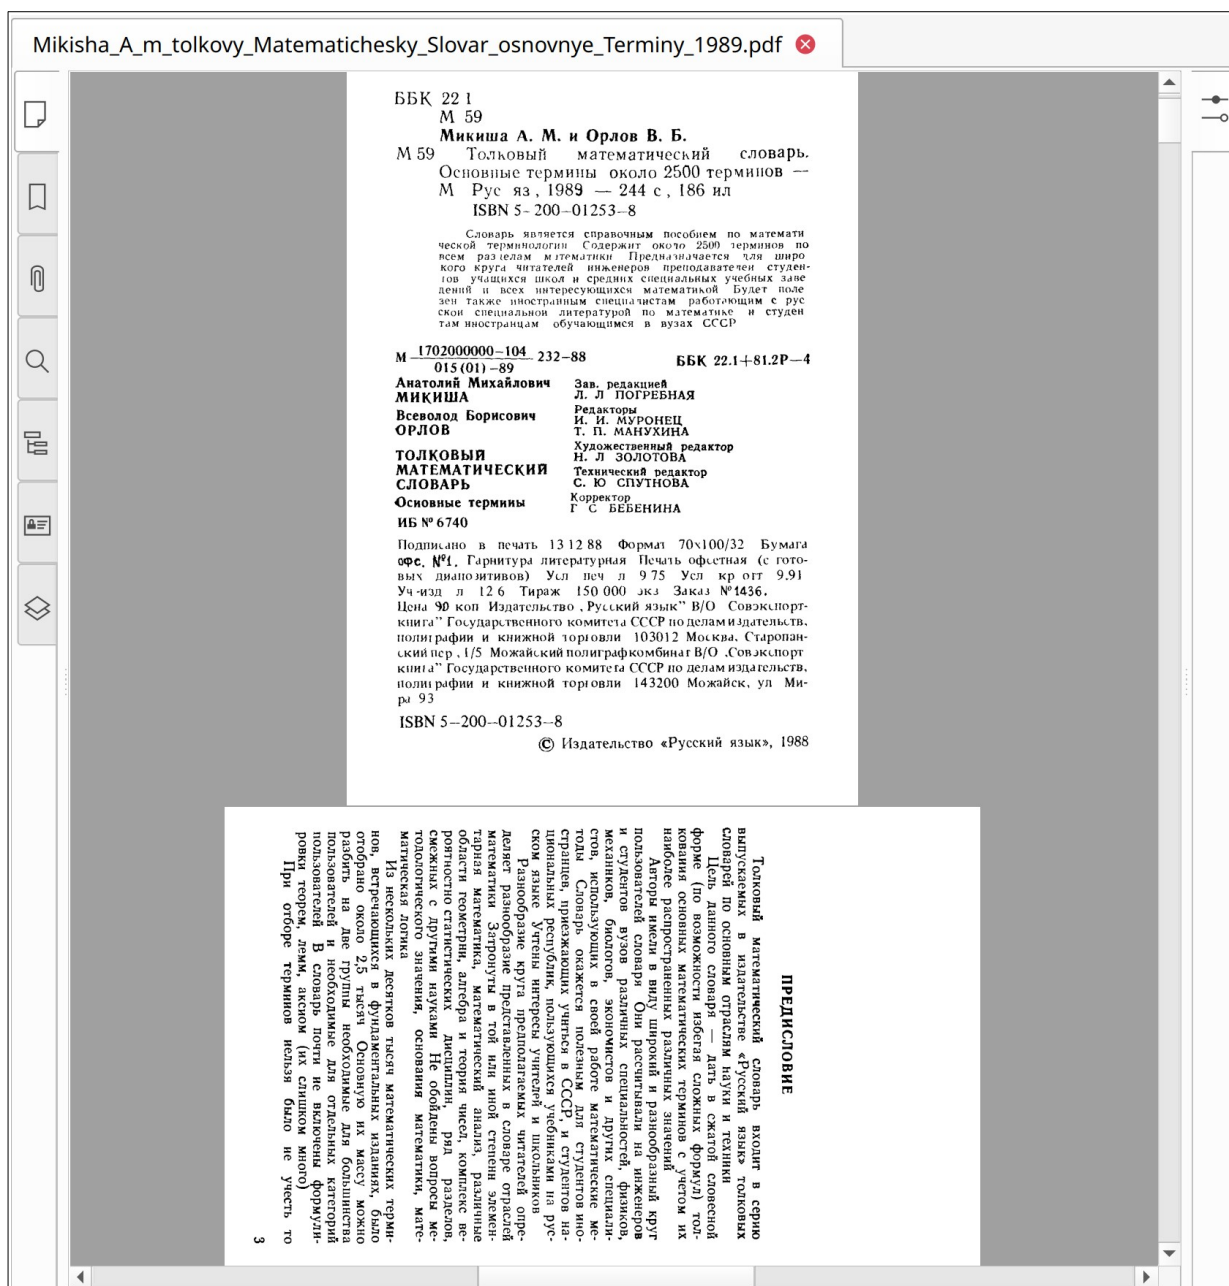 Mikisha_A_m_tolkovy_Matematichesky_Slovar_osnovnye_Terminy_1989.pdf
ББК 22 1
М 59
Микиша А. М. и Орлов В. Б.
М 59 Толковый математический словарь.
Основные термины около 2500 терминов —
М Рус яз , 1989 — 244 с , 186 ил
ISBN 5-200-01253-8
Словарь является справочным пособием по математи
ческой терминологии Содержит около 2500 терминов по
всем разделам математики Предназначается для широ
кого круга читателей инженеров преподавателей студен-
тов учащихся школ и средних специальных учебных заве
дений и всех интересующихся математикой Будет поле
зен также иностранным специалистам работающим с рус
ской специальной литературой по математике и студен
там иностранцам обучающимся в вузах СССР
М 1702000000—104 232-88 ББК 22.1+81.2Р—4
015(01)-89
Анатолий Михайлович
МИКИША
Всеволод Борисович
ОРЛОВ
ТОЛКОВЫЙ
МАТЕМАТИЧЕСКИЙ
СЛОВАРЬ
Основные термины
ИБ № 6740
Зав. редакцией
Л. Л ПОГРЕБНАЯ
Редакторы
И. И. МУРОНЕЦ
Т. П. МАНУХИНА
Художественный редактор
Н. Л ЗОЛОТОВА
Технический редактор
С. Ю СПУТНОВА
Корректор
Г С БЕБЕНИНА
Подписано в печать 13 12 88 Формат 70×100/32 Бумага
офс. №1. Гарнитура литературная Печать офсетная (с гото-
вых диапозитивов) Усл печ л 9 75 Усл кр отт 9.91
Уч-изд л 12 6 Тираж 150 000 экз Заказ №1436.
Цена 90 коп Издательство „Русский язык" В/О Совэкспорт-
книга" Государственного комитета СССР по делам издательств,
полиграфии и книжной торговли 103012 Москва, Старопан-
ский пер , 1/5 Можайский полиграфкомбинат В/О „Совэкспорт
книга" Государственного комитета СССР по делам издательств,
полиграфии и книжной торговли 143200 Можайск, ул Ми-
ра 93
ISBN 5—200—01253—8
© Издательство «Русский язык», 1988
ПРЕДИСЛОВИЕ
Толковый математический словарь входит в серию
выпускаемых в издательстве «Русский язык» толковых
словарей по основным отраслям науки и техники
Цель данного словаря — дать в сжатой словесной
форме (по возможности избегая сложных формул) тол-
кования основных математических терминов с учетом их
наиболее распространенных различных значений
Авторы имели в виду широкий и разнообразный круг
пользователей словаря Они рассчитывали на инженеров
и студентов вузов различных специальностей, физиков,
механиков, биологов, экономистов и других специали-
стов, использующих в своей работе математические ме-
тоды Словарь окажется полезным для студентов ино-
странцев, приезжающих учиться в СССР, и студентов на-
циональных республик, пользующихся учебниками на рус-
ском языке Учтены интересы учителей и школьников
Разнообразие круга предполагаемых читателей опре-
деляет разнообразие представленных в словаре отраслей
математики Затронуты в той или иной степени элемен-
тарная математика, математический анализ, различные
области геометрии, алгебра и теория чисел, комплекс ве-
роятностно статистических дисциплин, ряд разделов,
смежных с другими науками Не обойдены вопросы ме-
тодологического значения, основания математики, мате-
матическая логика
Из нескольких десятков тысяч математических терми-
нов, встречающихся в фундаментальных изданиях, было
отобрано около 2,5 тысяч Основную их массу можно
разбить на две группы необходимые для большинства
пользователей и необходимые для отдельных категорий
пользователей В словарь почти не включены формули-
ровки теорем, лемм, аксиом (их слишком много)
При отборе терминов нельзя было не учесть то
3